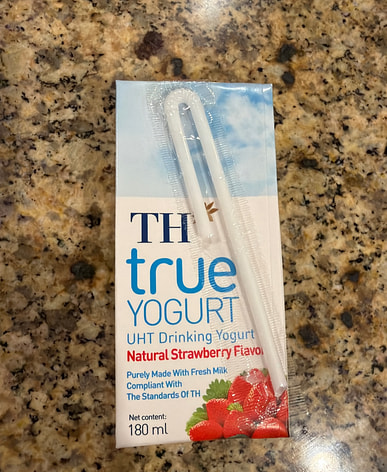 TH
true
YOGURT
UHT Drinking Yogurt
Natural Strawberry Flavor
Purely Made With Fresh Milk
Compliant With
The Standards Of TH
Net content:
180 ml